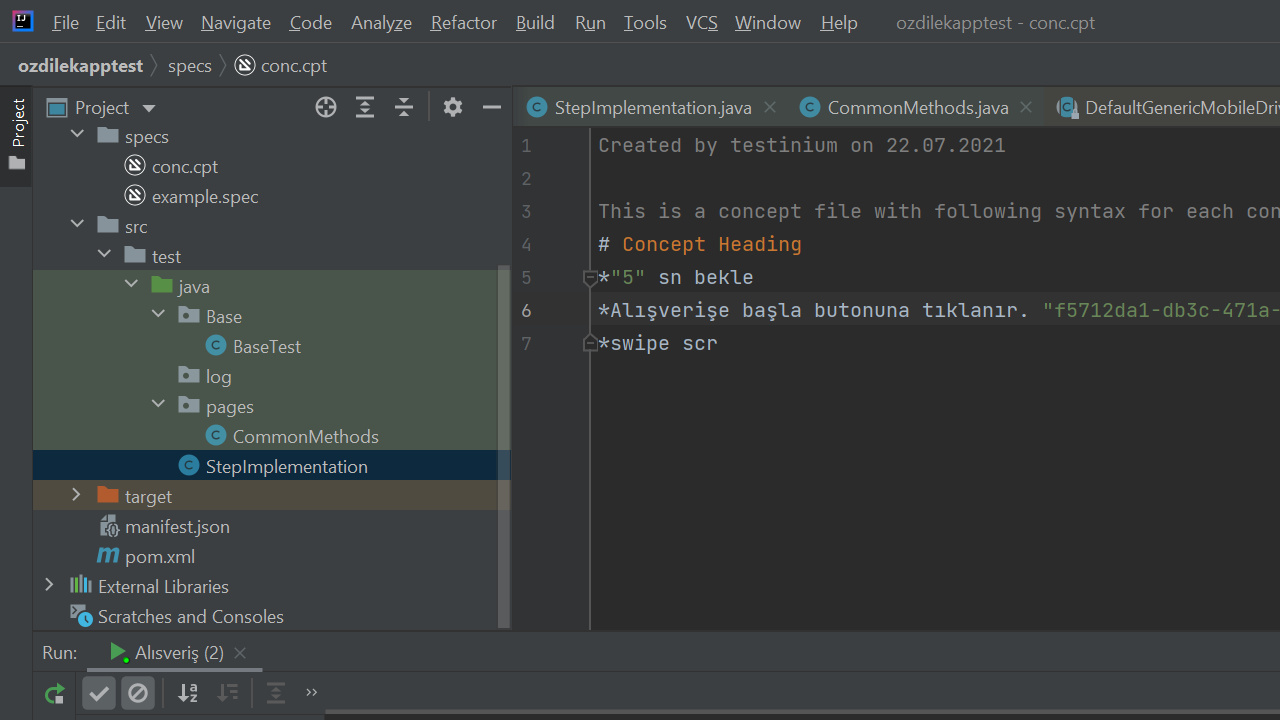 File Edit View Navigate Code Analyze Refactor Build Run Tools VCS Window Help ozdilekapptest - conc.cpt
ozdilekapptest specs conc.cpt
Project
Project
StepImplementation.java CommonMethods.java DefaultGenericMobileDri
specs
conc.cpt
example.spec
src
test
java
Base
BaseTest
log
pages
CommonMethods
StepImplementation
target
manifest.json
pom.xml
External Libraries
Scratches and Consoles
1 Created by testinium on 22.07.2021
2
3 This is a concept file with following syntax for each con
4 # Concept Heading
5 *"5" sn bekle
6 *Alışverişe başla butonuna tıklanır. "f5712da1-db3c-471a-
7 *swipe scr
Run: Alısveriş (2)